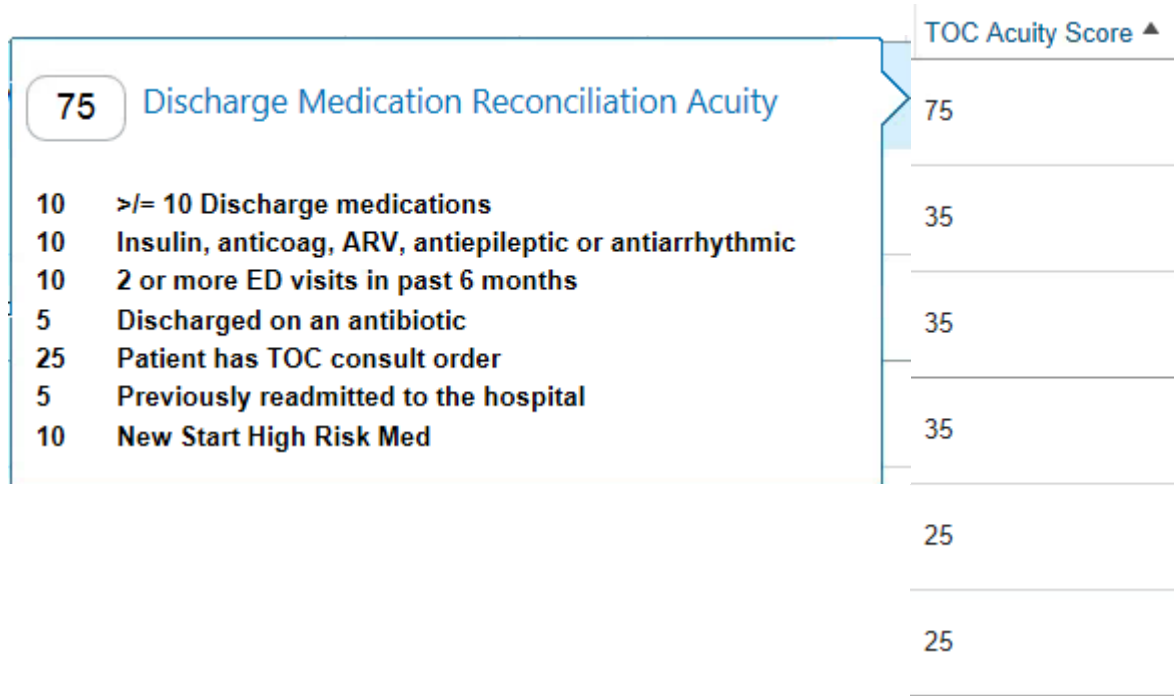 TOC Acuity Score ▲
75 Discharge Medication Reconciliation Acuity
75
10 >/= 10 Discharge medications
35
10 Insulin, anticoag, ARV, antiepileptic or antiarrhythmic
10 2 or more ED visits in past 6 months
5 Discharged on an antibiotic
35
25 Patient has TOC consult order
5 Previously readmitted to the hospital
10 New Start High Risk Med
35
25
25